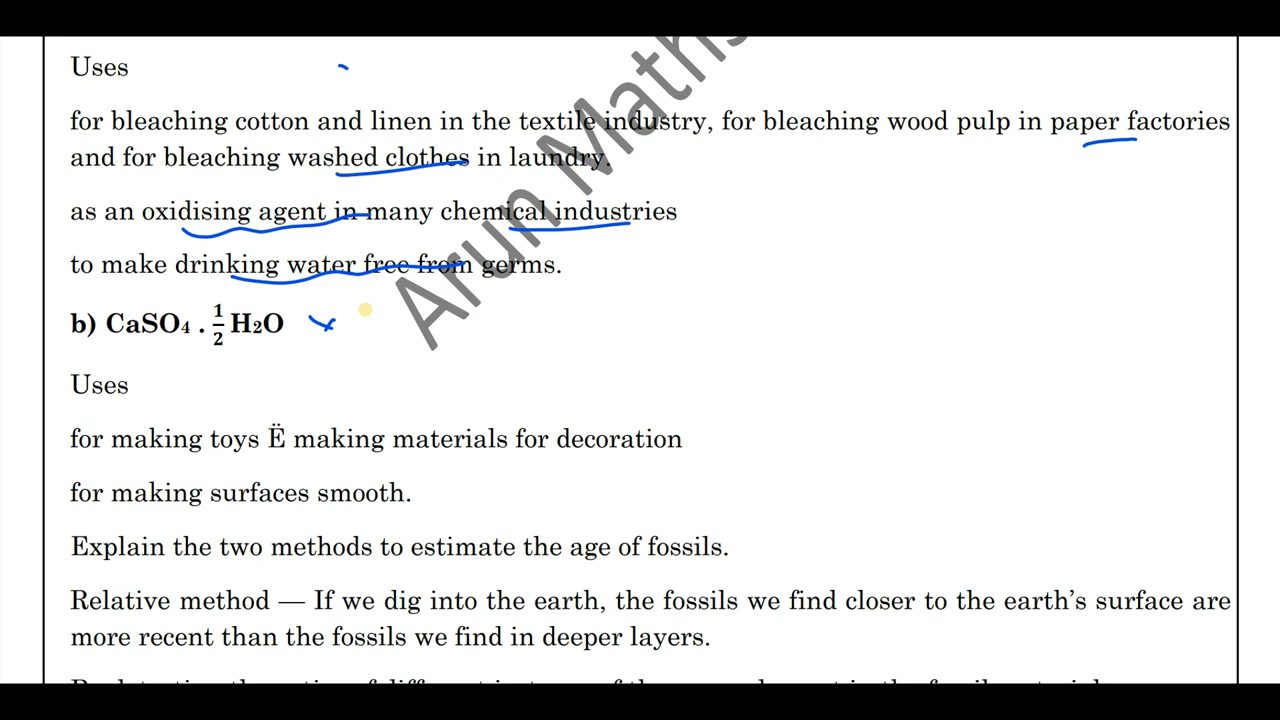 Uses
for bleaching cotton and linen in the textile industry, for bleaching wood pulp in paper factories
and for bleaching washed clothes in laundry.
as an oxidising agent in many chemical industries
to make drinking water free from germs.
b) CaSO₄ . ½ H₂O
Uses
for making toys Ë making materials for decoration
for making surfaces smooth.
Explain the two methods to estimate the age of fossils.
Relative method — If we dig into the earth, the fossils we find closer to the earth’s surface are
more recent than the fossils we find in deeper layers.
Arun Maths